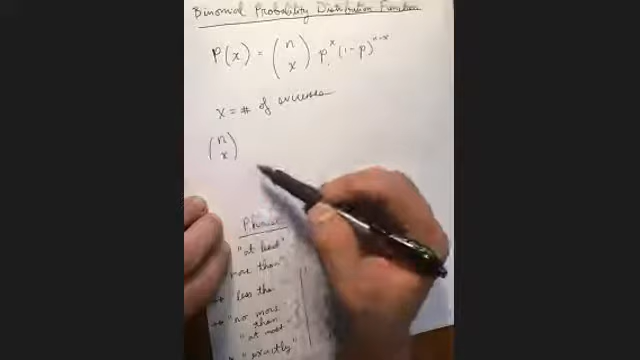 Binomial Probability Distribution Function
P(x) = (n x) p^x (1-p)^n-x
x = # of successes
(n x)
Phrase
"at least"
"more than"
less than
"no more
than"
"at most"
"exactly"